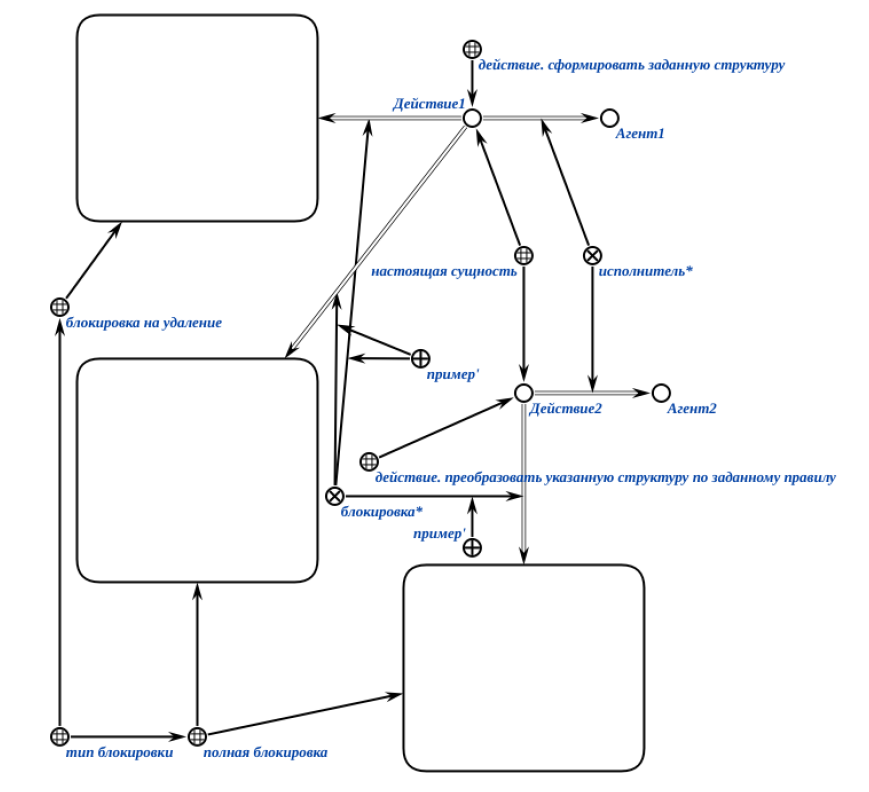 действие. сформировать заданную структуру
Действие1
Агент1
настоящая сущность
исполнитель*
блокировка на удаление
пример'
Действие2
Агент2
действие. преобразовать указанную структуру по заданному правилу
блокировка*
пример'
тип блокировки
полная блокировка